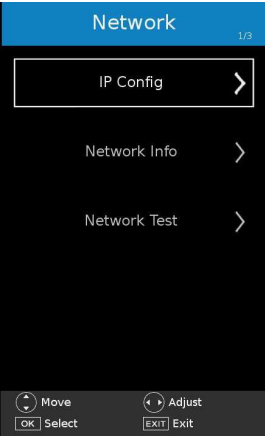 Network
1/3
IP Config
Network Info
Network Test
Move Adjust
OK Select EXIT Exit